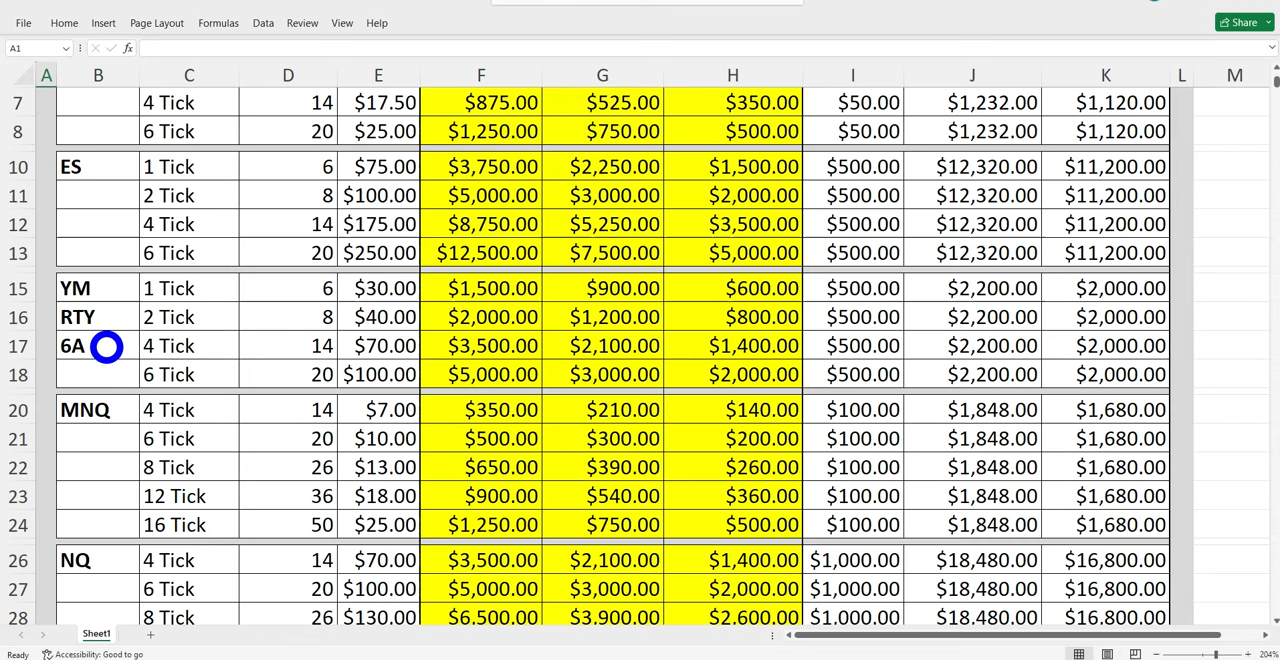 File Home Insert Page Layout Formulas Data Review View Help Share
A1 fx
A B C D E F G H I J K L M
7 4 Tick 14 $17.50 $875.00 $525.00 $350.00 $50.00 $1,232.00 $1,120.00
8 6 Tick 20 $25.00 $1,250.00 $750.00 $500.00 $50.00 $1,232.00 $1,120.00
10 ES 1 Tick 6 $75.00 $3,750.00 $2,250.00 $1,500.00 $500.00 $12,320.00 $11,200.00
11 2 Tick 8 $100.00 $5,000.00 $3,000.00 $2,000.00 $500.00 $12,320.00 $11,200.00
12 4 Tick 14 $175.00 $8,750.00 $5,250.00 $3,500.00 $500.00 $12,320.00 $11,200.00
13 6 Tick 20 $250.00 $12,500.00 $7,500.00 $5,000.00 $500.00 $12,320.00 $11,200.00
15 YM 1 Tick 6 $30.00 $1,500.00 $900.00 $600.00 $500.00 $2,200.00 $2,000.00
16 RTY 2 Tick 8 $40.00 $2,000.00 $1,200.00 $800.00 $500.00 $2,200.00 $2,000.00
17 6A 4 Tick 14 $70.00 $3,500.00 $2,100.00 $1,400.00 $500.00 $2,200.00 $2,000.00
18 6 Tick 20 $100.00 $5,000.00 $3,000.00 $2,000.00 $500.00 $2,200.00 $2,000.00
20 MNQ 4 Tick 14 $7.00 $350.00 $210.00 $140.00 $100.00 $1,848.00 $1,680.00
21 6 Tick 20 $10.00 $500.00 $300.00 $200.00 $100.00 $1,848.00 $1,680.00
22 8 Tick 26 $13.00 $650.00 $390.00 $260.00 $100.00 $1,848.00 $1,680.00
23 12 Tick 36 $18.00 $900.00 $540.00 $360.00 $100.00 $1,848.00 $1,680.00
24 16 Tick 50 $25.00 $1,250.00 $750.00 $500.00 $100.00 $1,848.00 $1,680.00
26 NQ 4 Tick 14 $70.00 $3,500.00 $2,100.00 $1,400.00 $1,000.00 $18,480.00 $16,800.00
27 6 Tick 20 $100.00 $5,000.00 $3,000.00 $2,000.00 $1,000.00 $18,480.00 $16,800.00
28 8 Tick 26 $130.00 $6,500.00 $3,900.00 $2,600.00 $1,000.00 $18,480.00 $16,800.00
Sheet1
Ready Accessibility: Good to go 204%